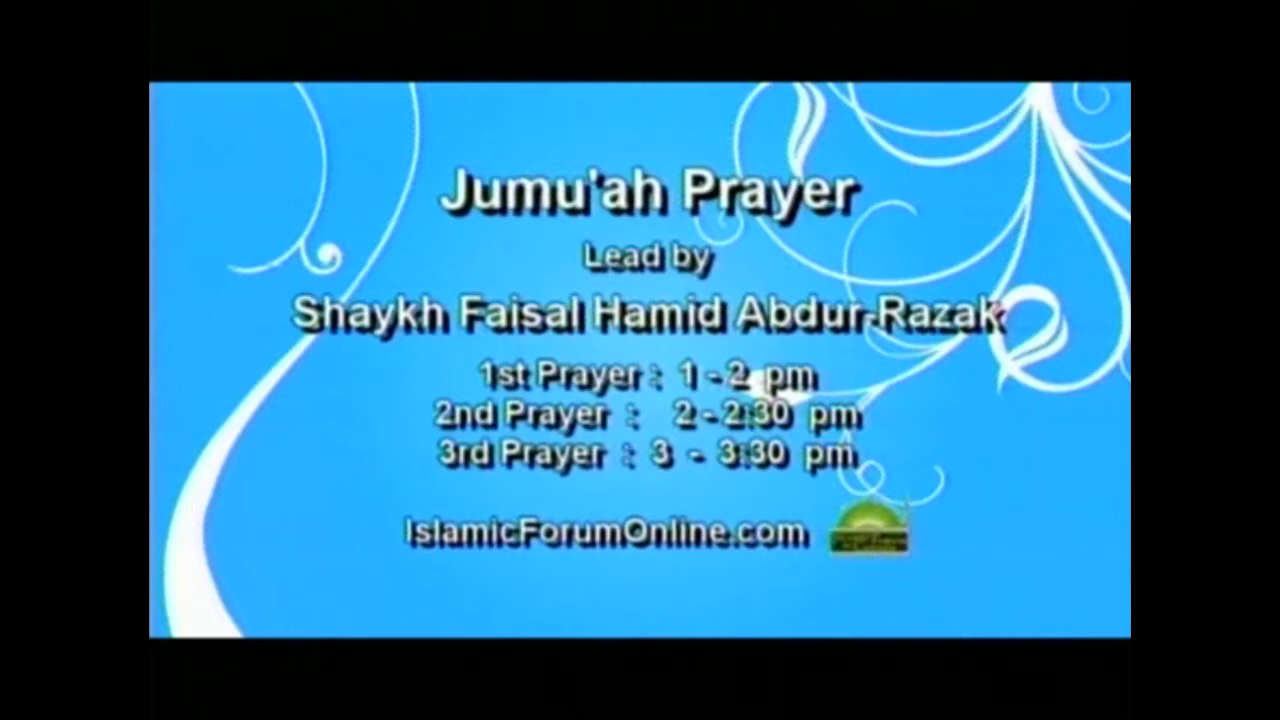 Jumu'ah Prayer
Lead by
Shaykh Faisal Hamid Abdur-Razak
1st Prayer : 1 - 2 pm
2nd Prayer : 2 - 2:30 pm
3rd Prayer : 3 - 3:30 pm
IslamicForumOnline.com